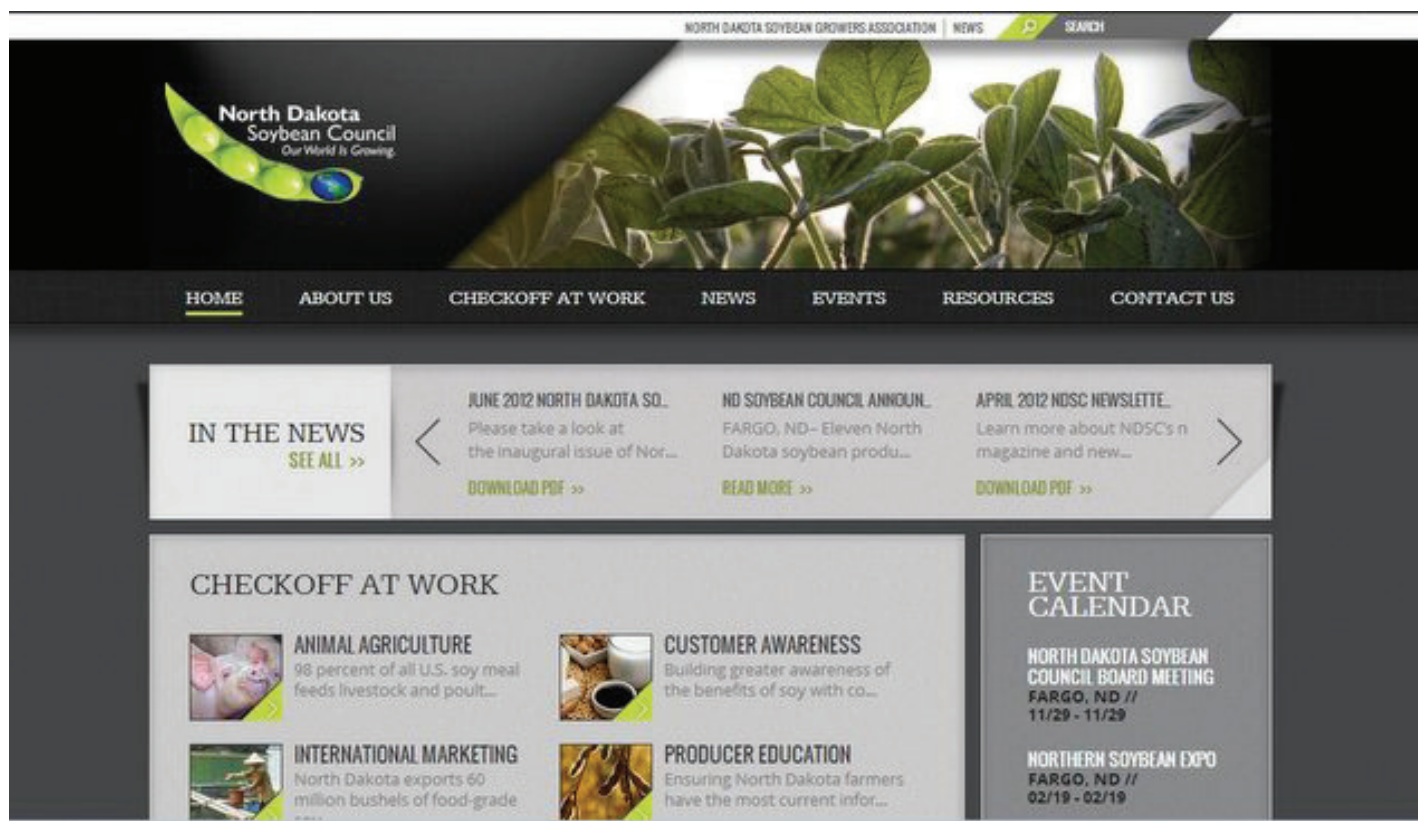 NORTH DAKOTA SOYBEAN GROWERS ASSOCIATION | NEWS SEARCH
North Dakota
Soybean Council
Our World Is Growing.
HOME ABOUT US CHECKOFF AT WORK NEWS EVENTS RESOURCES CONTACT US
IN THE NEWS
SEE ALL >>
JUNE 2012 NORTH DAKOTA SO...
Please take a look at
the inaugural issue of Nor...
DOWNLOAD PDF >>
ND SOYBEAN COUNCIL ANNOUN...
FARGO, ND– Eleven North
Dakota soybean produ...
READ MORE >>
APRIL 2012 NDSC NEWSLETTE...
Learn more about NDSC's n
magazine and new...
DOWNLOAD PDF >>
CHECKOFF AT WORK
ANIMAL AGRICULTURE
98 percent of all U.S. soy meal
feeds livestock and poult...
CUSTOMER AWARENESS
Building greater awareness of
the benefits of soy with co...
INTERNATIONAL MARKETING
North Dakota exports 60
million bushels of food-grade
PRODUCER EDUCATION
Ensuring North Dakota farmers
have the most current infor...
EVENT
CALENDAR
NORTH DAKOTA SOYBEAN
COUNCIL BOARD MEETING
FARGO, ND //
11/29 - 11/29
NORTHERN SOYBEAN EXPO
FARGO, ND //
02/19 - 02/19